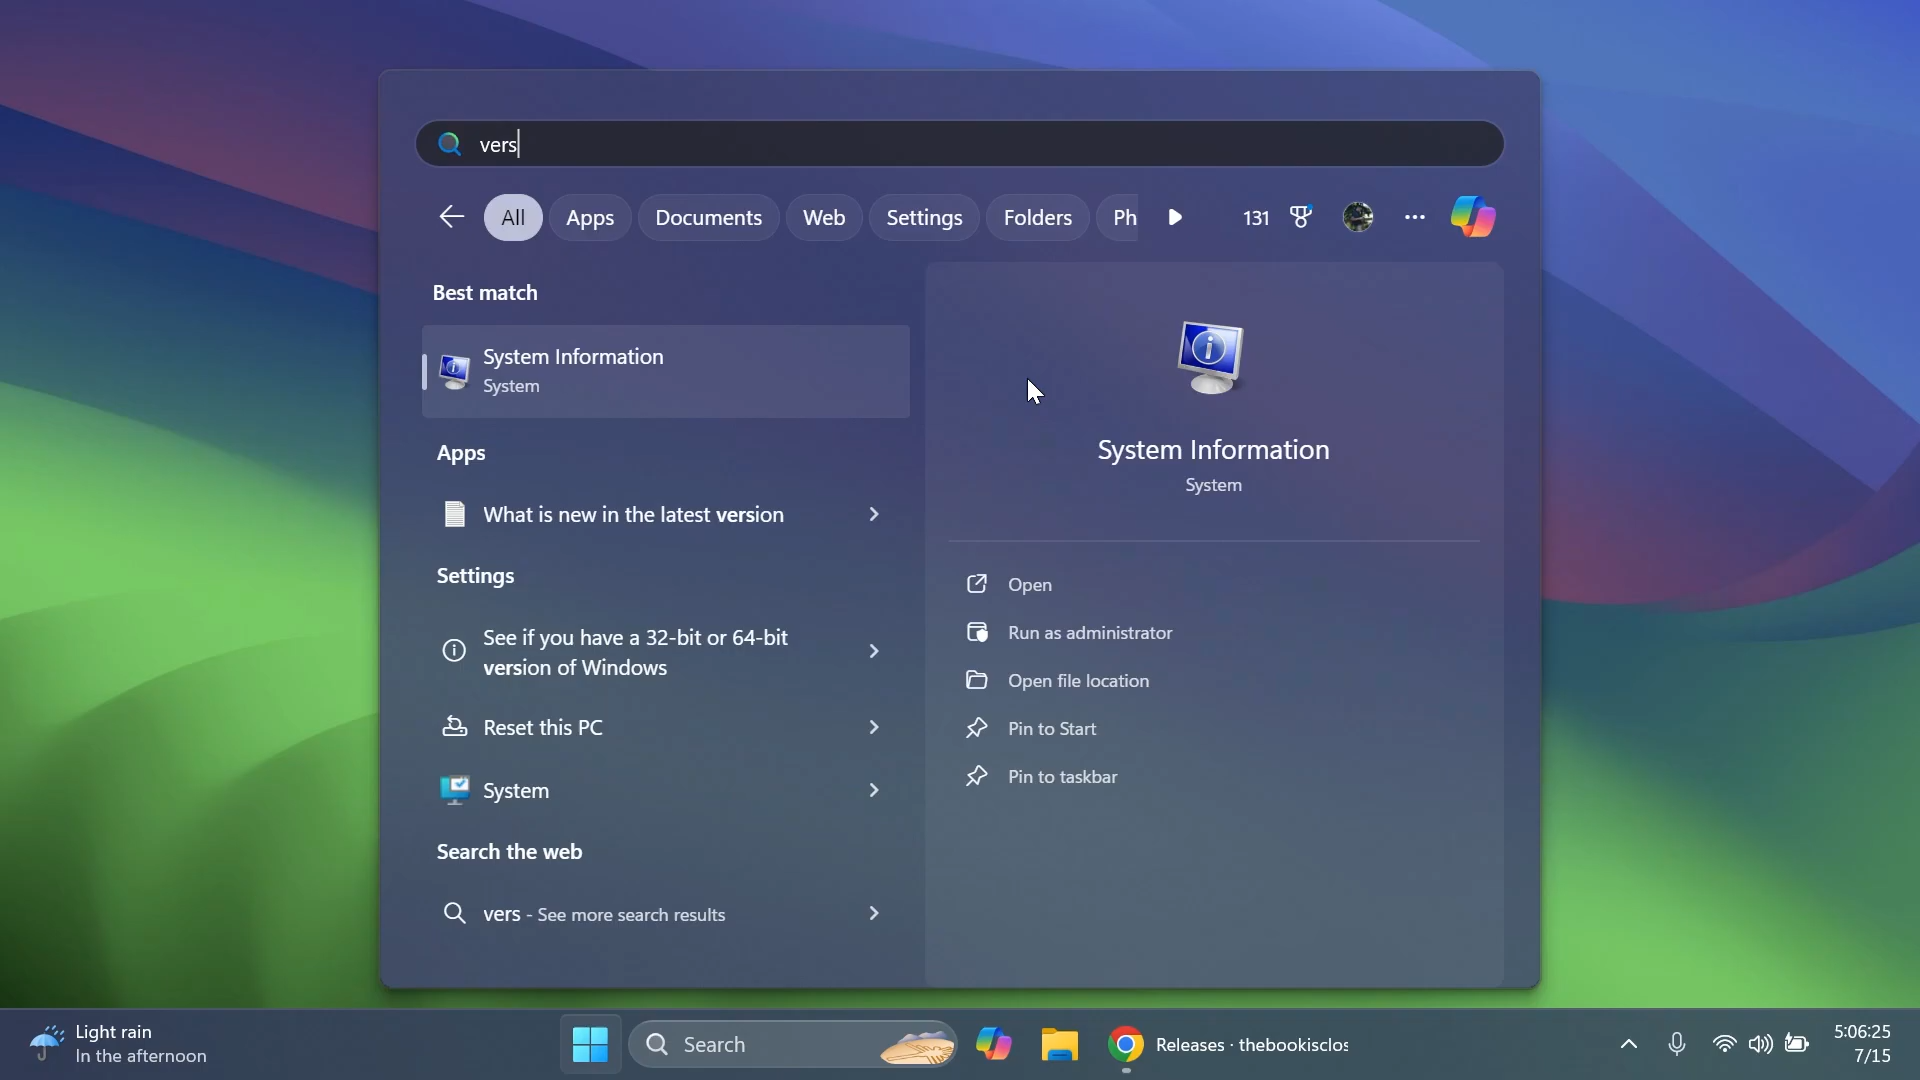 vers
All
Apps
Documents
Web
Settings
Folders
Ph
131
Best match
System Information
System
Apps
What is new in the latest version
Settings
See if you have a 32-bit or 64-bit
version of Windows
Reset this PC
System
Search the web
vers - See more search results
System Information
System
Open
Run as administrator
Open file location
Pin to Start
Pin to taskbar
Light rain
In the afternoon
Search
Releases · thebookisclos
5:06:25
7/15